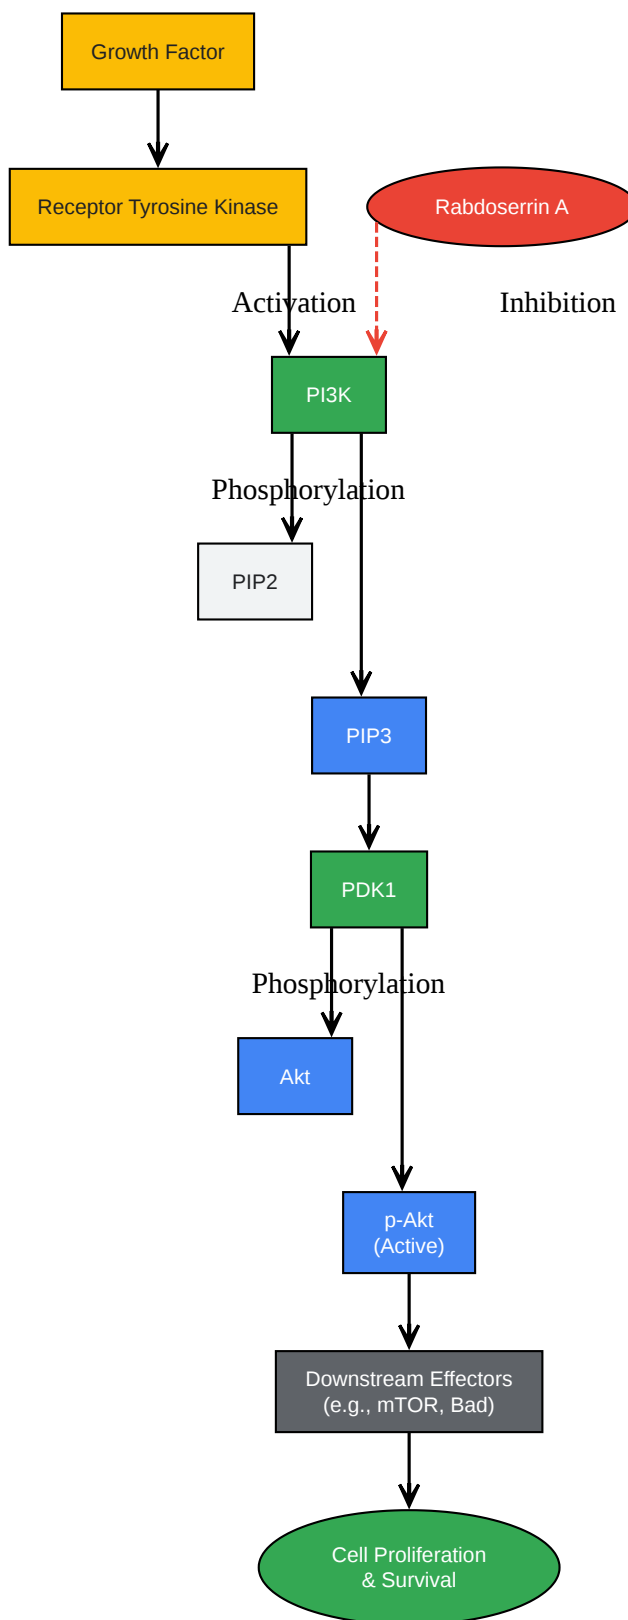 Growth Factor
Receptor Tyrosine Kinase
Rabdoserrin A
Activation
Inhibition
PI3K
Phosphorylation
PIP2
PIP3
PDK1
Phosphorylation
Akt
p-Akt
(Active)
Downstream Effectors
(e.g., mTOR, Bad)
Cell Proliferation
& Survival